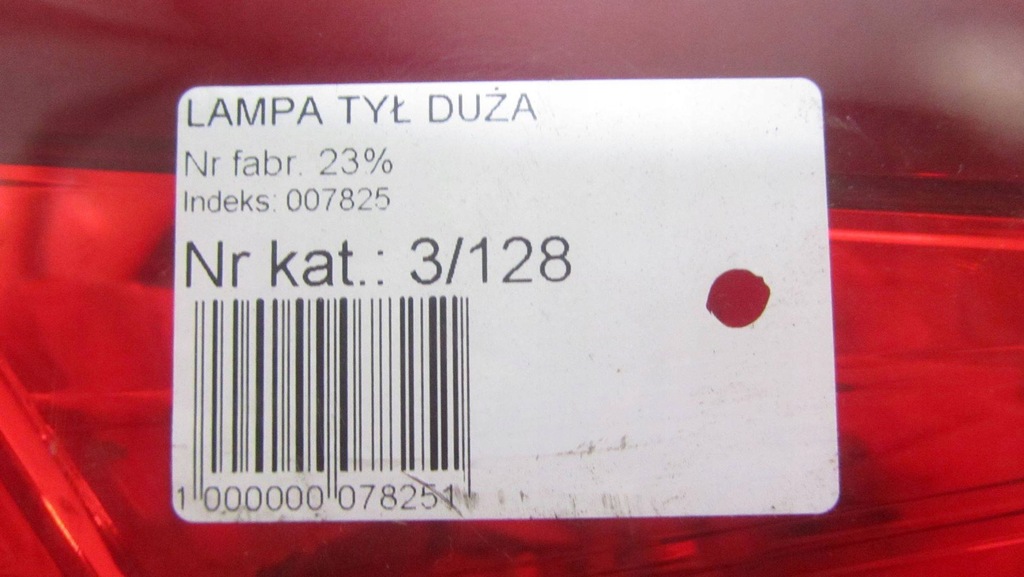 LAMPA TYŁ DUŻA
Nr fabr. 23%
Indeks: 007825
Nr kat.: 3/128
1 000000 078251